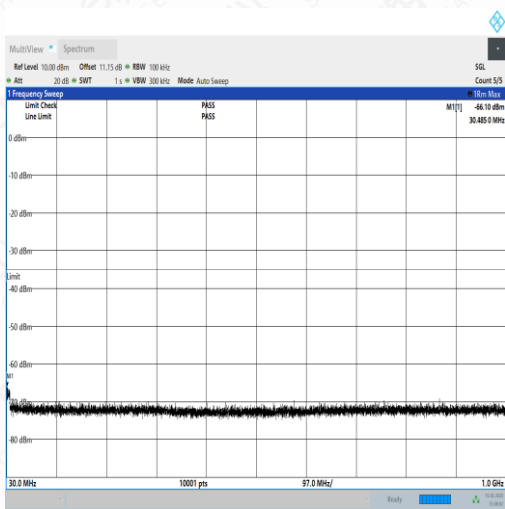 MultiView Spectrum
Ref Level 10.00 dBm Offset 11.15 dB RBW 100 kHz SGL
Att 20 dB SWT 1 s VBW 300 kHz Mode Auto Sweep Count 5/5
1 Frequency Sweep 1Rm Max
Limit Check PASS M1[1] -66.10 dBm
Line Limit PASS 30.485 0 MHz
0 dBm
-10 dBm
-20 dBm
-30 dBm
Limit
-40 dBm
-50 dBm
-60 dBm
M1
-70 dBm
-80 dBm
30.0 MHz 10001 pts 97.0 MHz/ 1.0 GHz
Ready